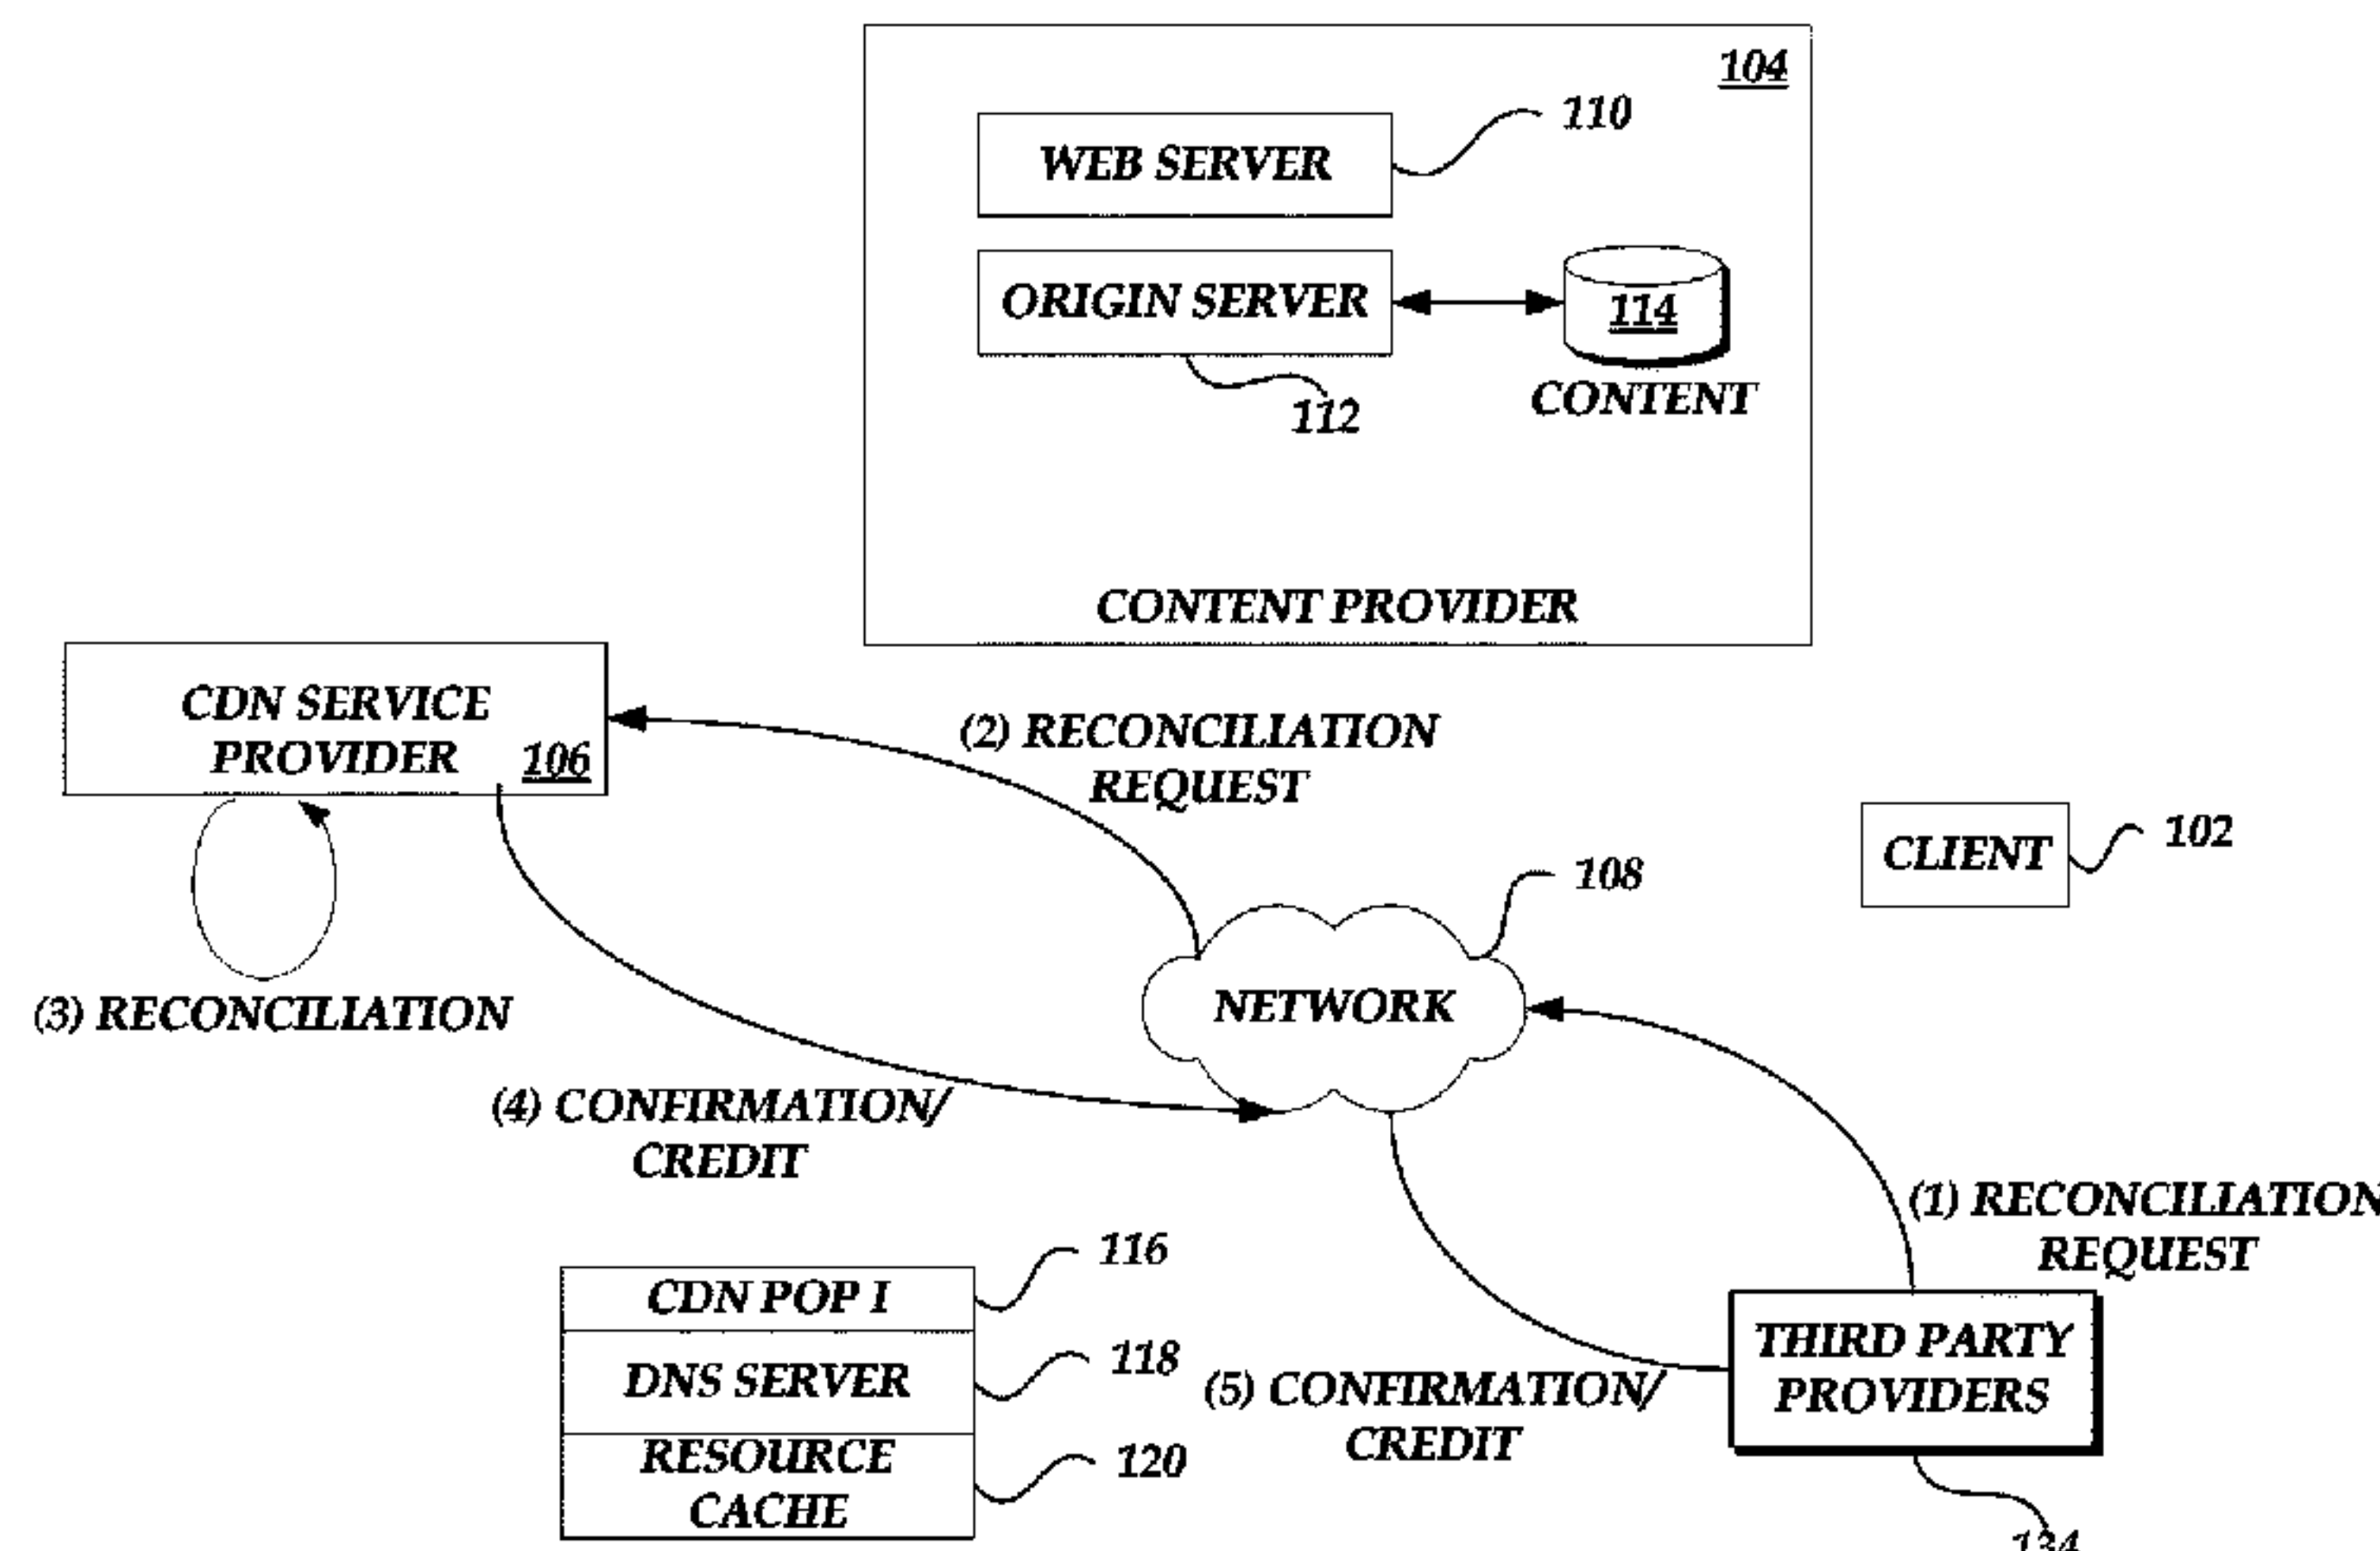 104
110
WEB SERVER
ORIGIN SERVER
114
CONTENT
112
CONTENT PROVIDER
CDN SERVICE
PROVIDER
106
(2) RECONCILIATION
REQUEST
CLIENT
102
108
NETWORK
(3) RECONCILIATION
(4) CONFIRMATION/
CREDIT
(1) RECONCILIATION
REQUEST
116
CDN POP I
118
DNS SERVER
120
RESOURCE
CACHE
THIRD PARTY
PROVIDERS
(5) CONFIRMATION/
CREDIT